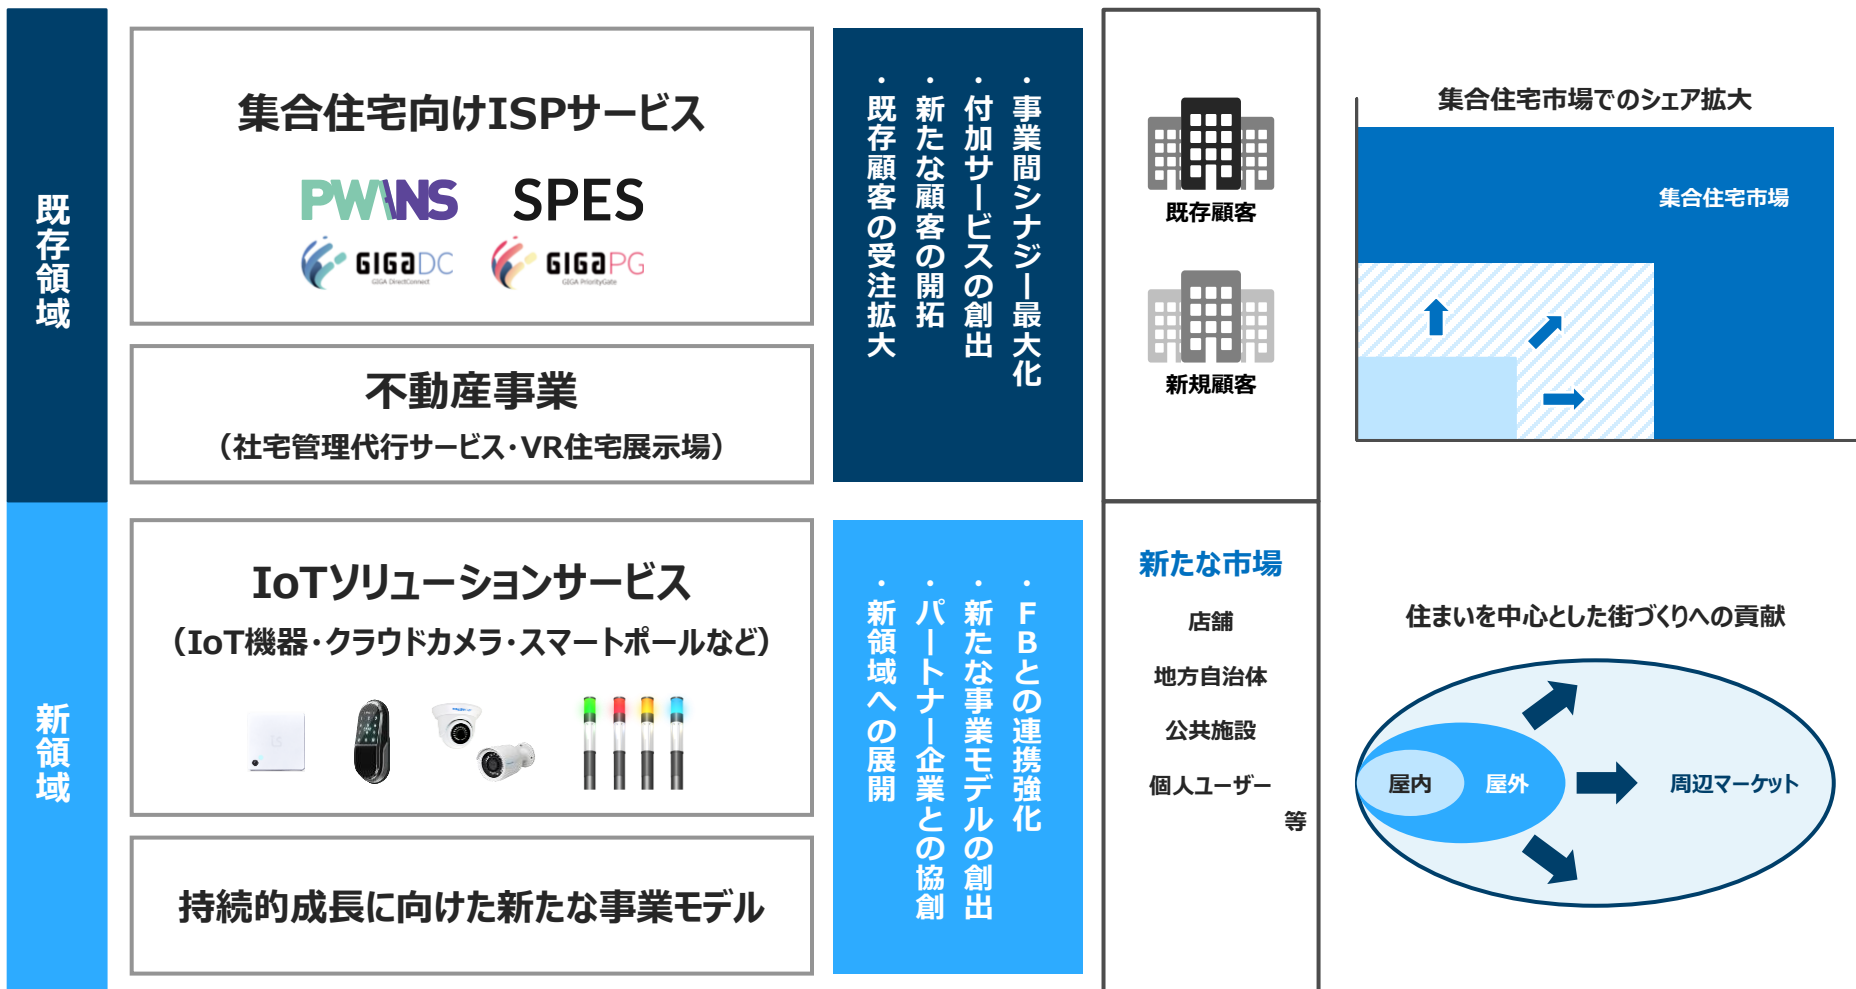 既存領域
集合住宅向けISPサービス
PWINS
SPES
GIGA DC
GIGA DirectConnect
GIGA PG
GIGA PriorityGate
不動産事業
（社宅管理代行サービス・VR住宅展示場）
・事業間シナジー最大化
・付加サービスの創出
・新たな顧客の開拓
・既存顧客の受注拡大
既存顧客
新規顧客
集合住宅市場でのシェア拡大
集合住宅市場
新領域
IoTソリューションサービス
（IoT機器・クラウドカメラ・スマートポールなど）
持続的成長に向けた新たな事業モデル
・FBとの連携強化
・新たな事業モデルの創出
・パートナー企業との協創
・新領域への展開
新たな市場
店舗
地方自治体
公共施設
個人ユーザー
等
住まいを中心とした街づくりへの貢献
屋内
屋外
周辺マーケット